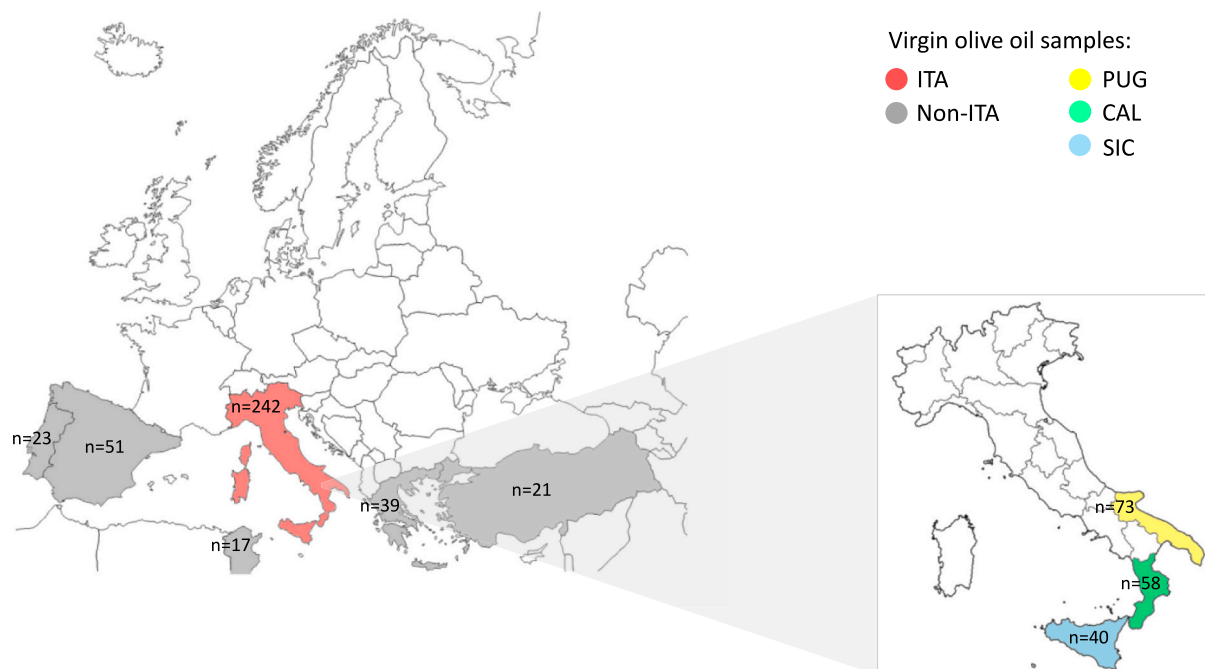 Virgin olive oil samples:
ITA
PUG
Non-ITA
CAL
SIC
n=242
n=23
n=51
n=21
n=39
n=17
n=73
n=58
n=40